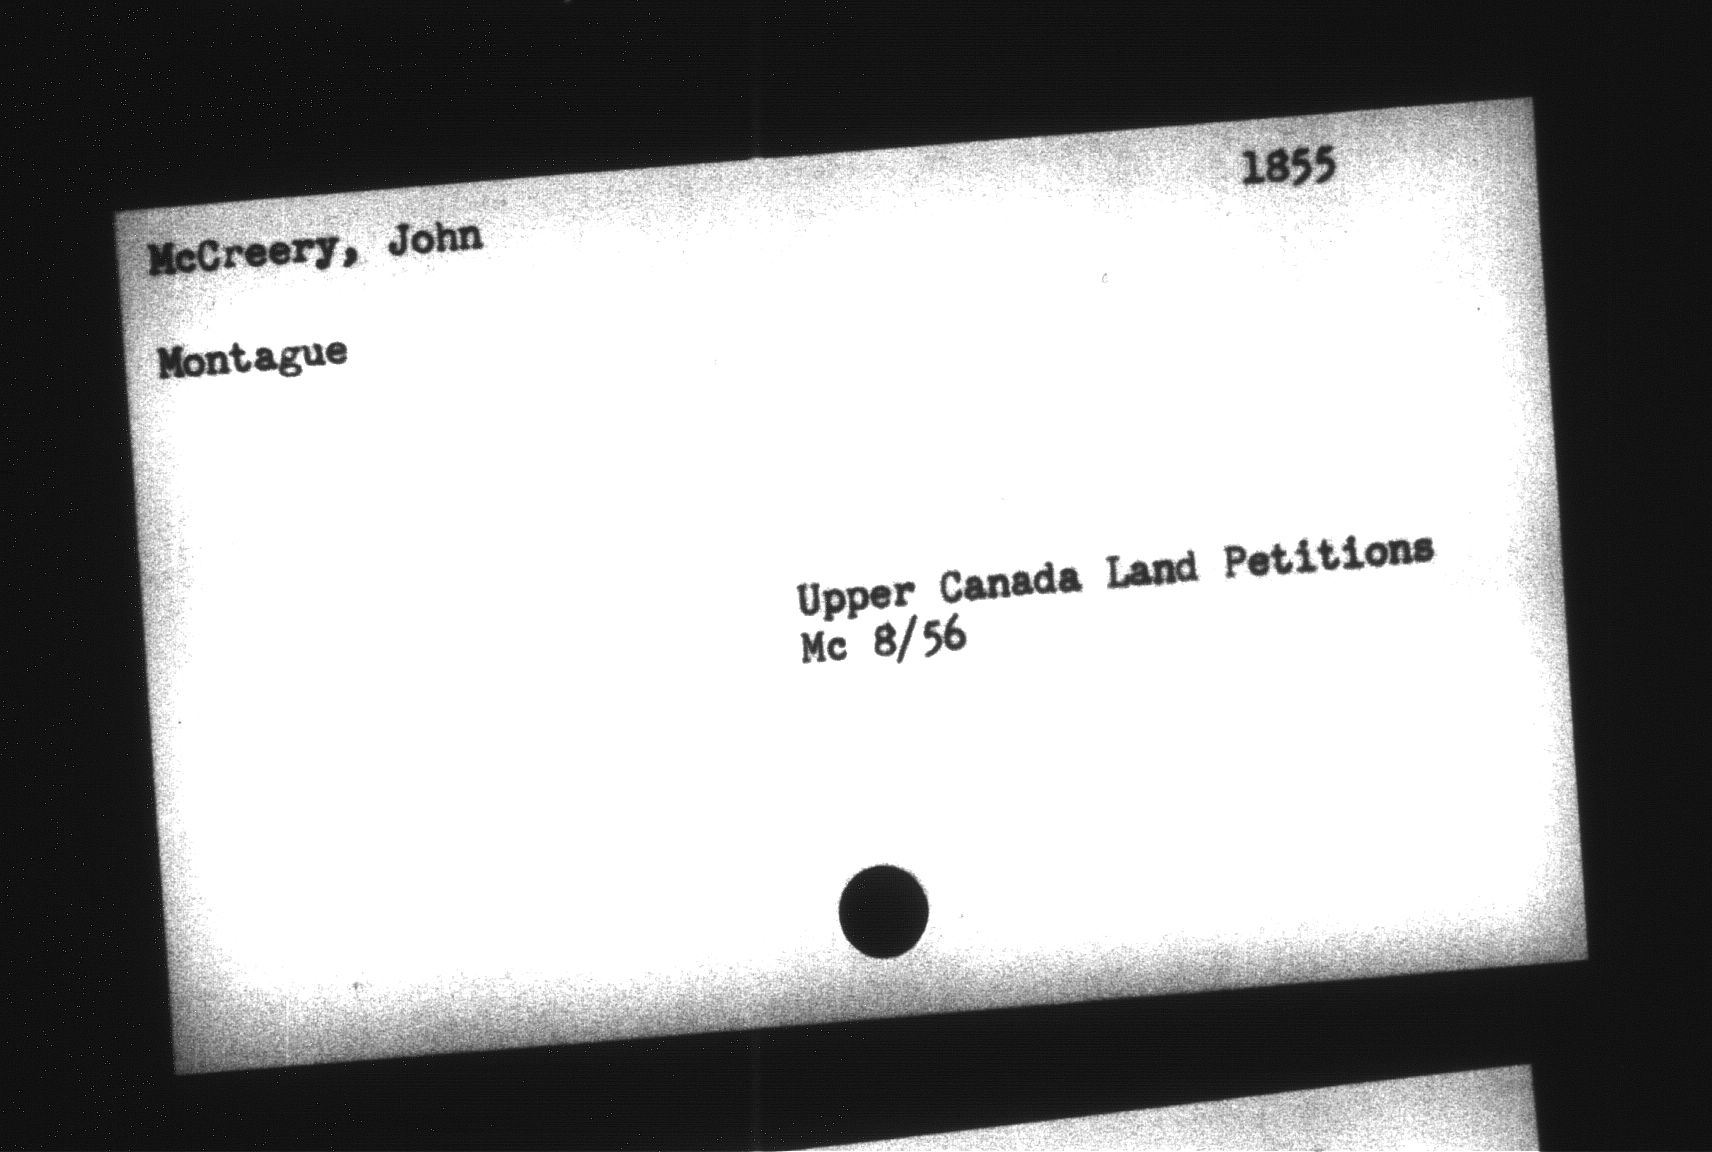 1855
McCreery, John
Montague
Upper Canada Land Petitions
Mc 8/56